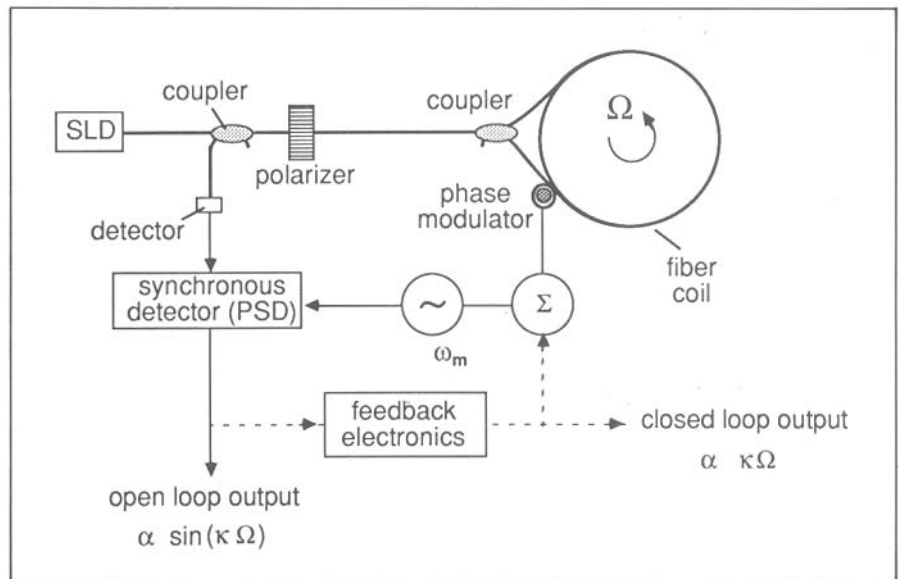 coupler
SLD
polarizer
detector
coupler
Ω
phase
modulator
fiber
coil
synchronous
detector (PSD)
~
Σ
ωm
feedback
electronics
closed loop output
α κΩ
open loop output
α sin(κ Ω)